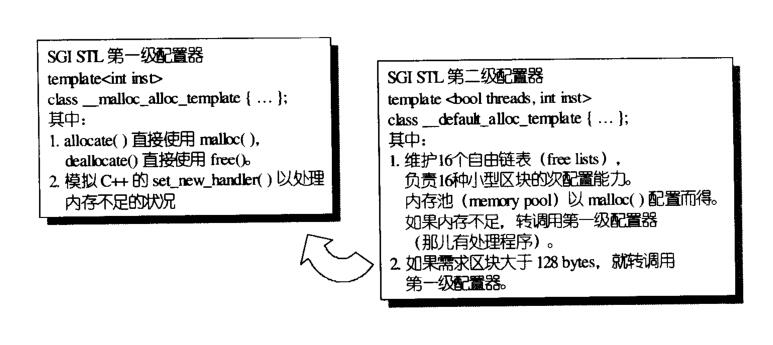 SGI STL 第一级配置器
template<int inst>
class __malloc_alloc_template { … };
其中：
1. allocate( ) 直接使用 malloc( ),
deallocate() 直接使用 free()。
2. 模拟 C++ 的 set_new_handler( ) 以处理
内存不足的状况
SGI STL 第二级配置器
template <bool threads, int inst>
class __default_alloc_template { … };
其中：
1. 维护16个自由链表（free lists），
负责16种小型区块的次配置能力。
内存池（memory pool）以 malloc( ) 配置而得。
如果内存不足，转调用第一级配置器
（那儿有处理程序）。
2. 如果需求区块大于 128 bytes，就转调用
第一级配置器。